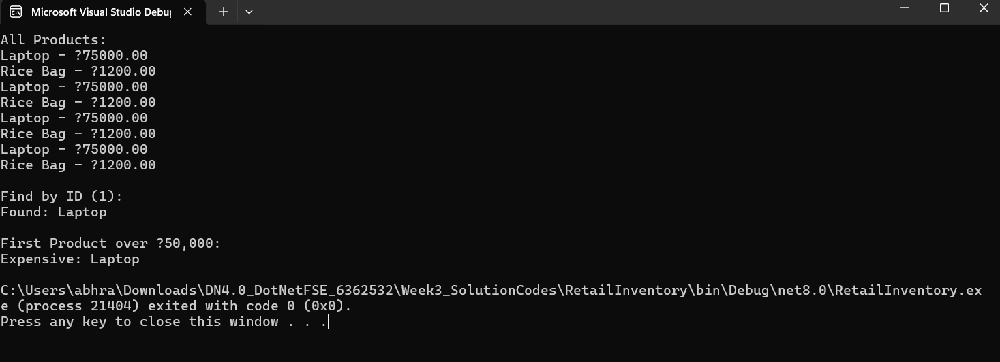 Microsoft Visual Studio Debu
All Products:
Laptop - ?75000.00
Rice Bag - ?1200.00
Laptop - ?75000.00
Rice Bag - ?1200.00
Laptop - ?75000.00
Rice Bag - ?1200.00
Laptop - ?75000.00
Rice Bag - ?1200.00
Find by ID (1):
Found: Laptop
First Product over ?50,000:
Expensive: Laptop
C:\Users\abhra\Downloads\DN4.0_DotNetFSE_6362532\Week3_SolutionCodes\RetailInventory\bin\Debug\net8.0\RetailInventory.ex
e (process 21404) exited with code 0 (0x0).
Press any key to close this window . . .